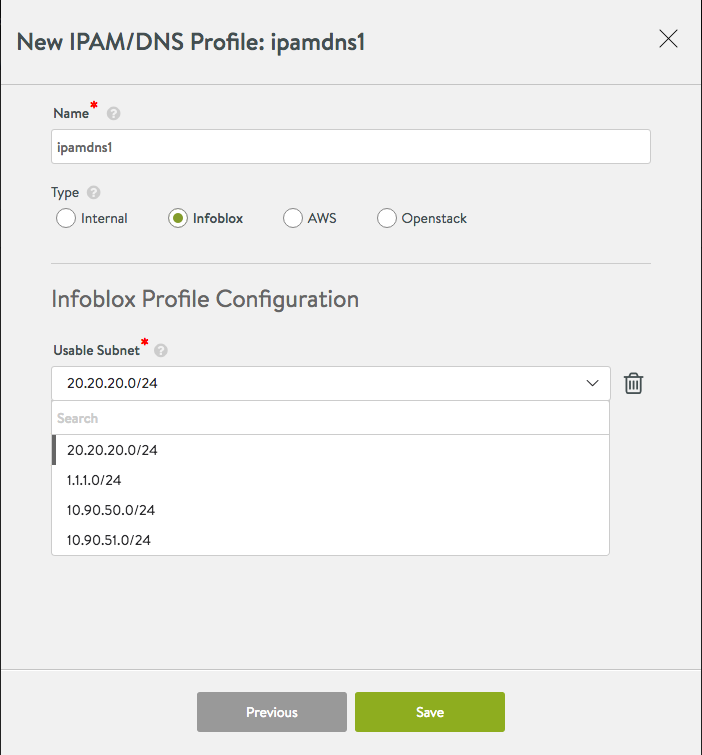 New IPAM/DNS Profile: ipamdns1
Name* ?
ipamdns1
Type ?
Internal Infoblox AWS Openstack
Infoblox Profile Configuration
Usable Subnet* ?
20.20.20.0/24
Search
20.20.20.0/24
1.1.1.0/24
10.90.50.0/24
10.90.51.0/24
Previous Save